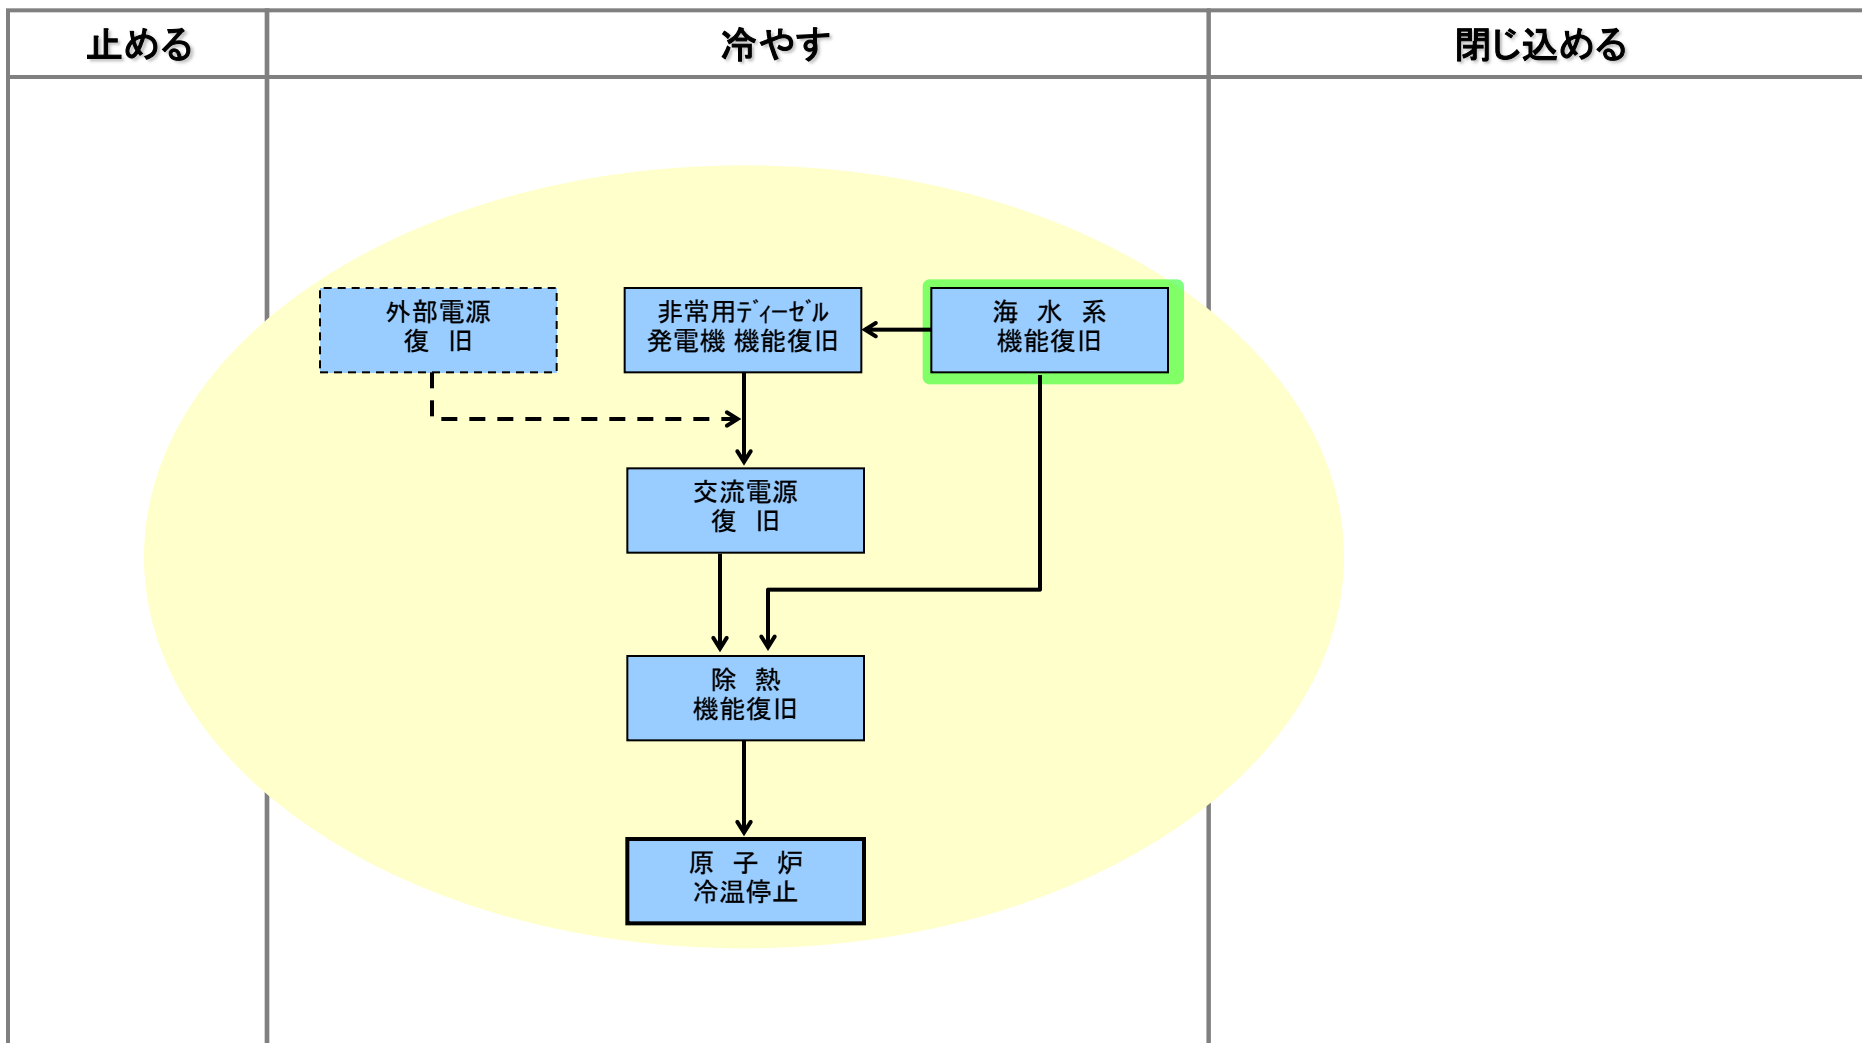 止める
冷やす
閉じ込める
外部電源
復　旧
非常用ﾃﾞｨｰｾﾞﾙ
発電機 機能復旧
海　水　系
機能復旧
交流電源
復　旧
除　熱
機能復旧
原　子　炉
冷温停止